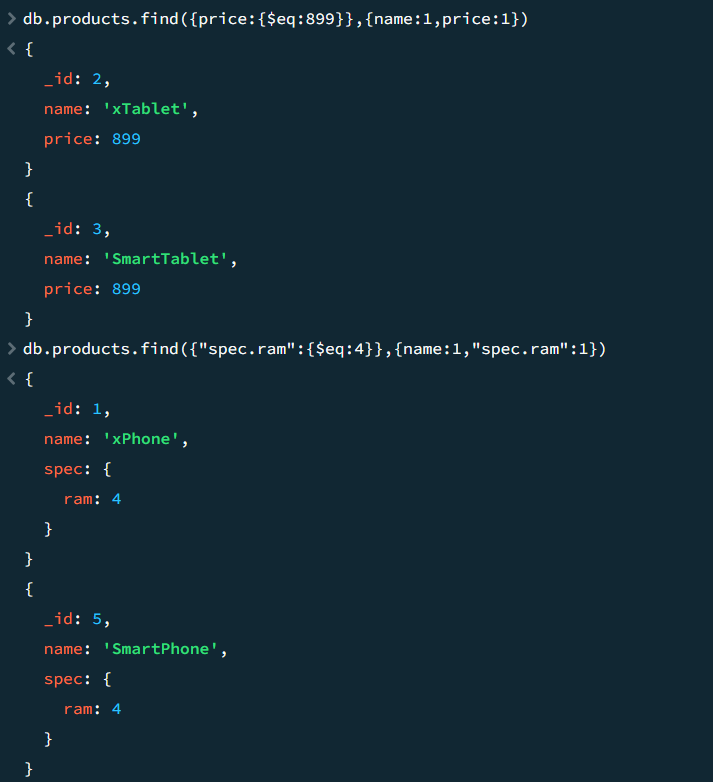 > db.products.find({price:{$eq:899}},{name:1,price:1})
< {
_id: 2,
name: 'xTablet',
price: 899
}
{
_id: 3,
name: 'SmartTablet',
price: 899
}
> db.products.find({"spec.ram":{$eq:4}},{name:1,"spec.ram":1})
< {
_id: 1,
name: 'xPhone',
spec: {
ram: 4
}
}
{
_id: 5,
name: 'SmartPhone',
spec: {
ram: 4
}
}